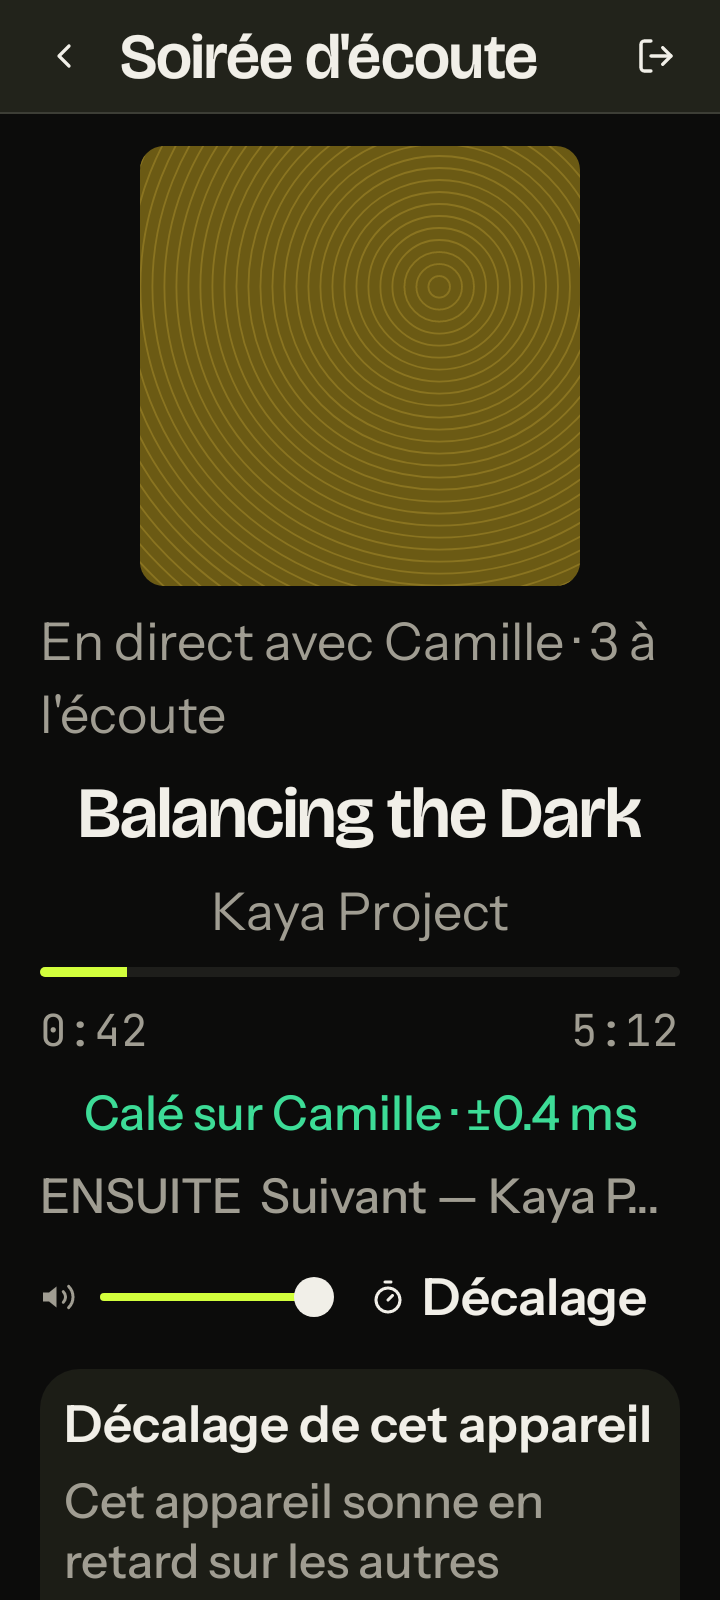 Soirée d'écoute
En direct avec Camille · 3 à
l'écoute
Balancing the Dark
Kaya Project
0:42 5:12
Calé sur Camille · ±0.4 ms
ENSUITE Suivant — Kaya P...
Décalage
Décalage de cet appareil
Cet appareil sonne en
retard sur les autres